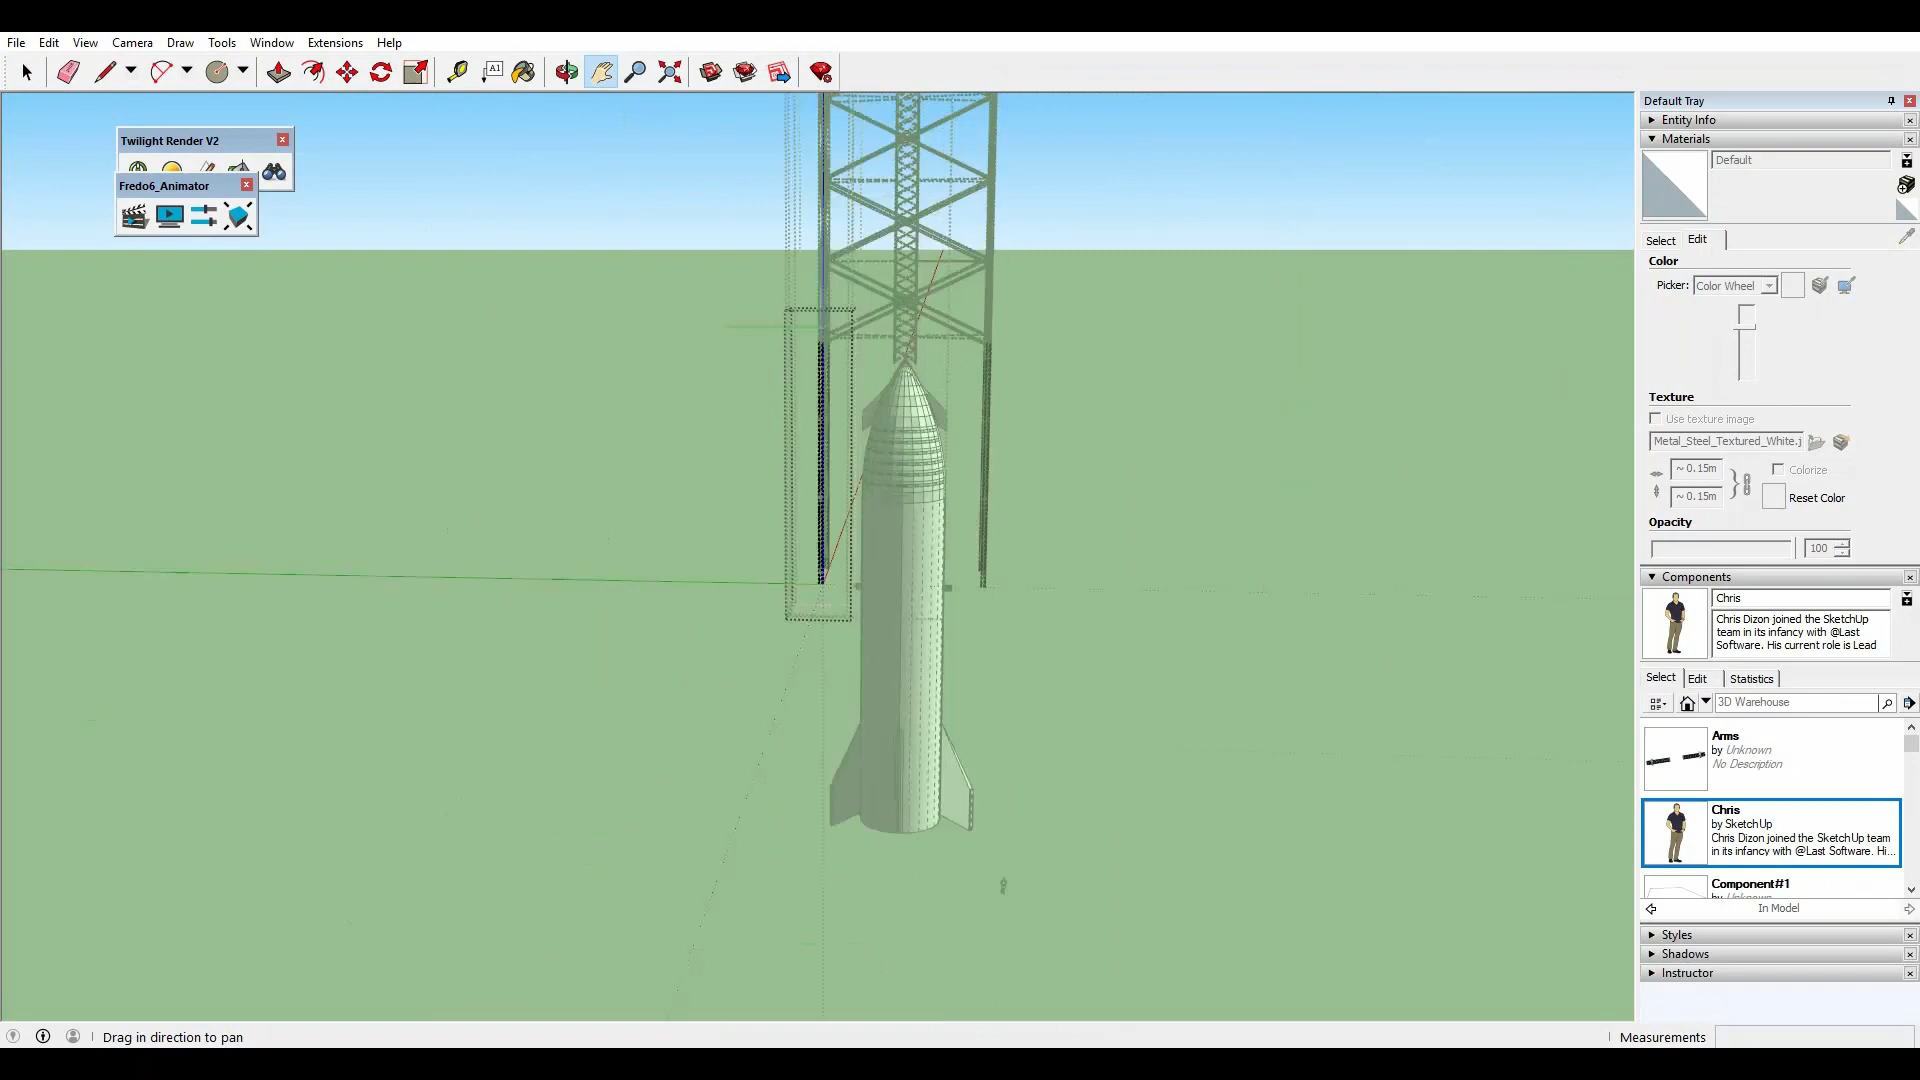 File Edit View Camera Draw Tools Window Extensions Help
A1
Default Tray
Entity Info
Materials
Default
Twilight Render V2
Fredo6_Animator
Select Edit
Color
Picker: Color Wheel
Texture
Use texture image
Metal_Steel_Textured_White.j
~ 0.15m
Colorize
~ 0.15m
Reset Color
Opacity
100
Components
Chris
Chris Dizon joined the SketchUp
team in its infancy with @Last
Software. His current role is Lead
Select Edit Statistics
3D Warehouse
Arms
by Unknown
No Description
Chris
by SketchUp
Chris Dizon joined the SketchUp team
in its infancy with @Last Software. Hi...
Component#1
by Unknown
In Model
Styles
Shadows
Instructor
Drag in direction to pan
Measurements